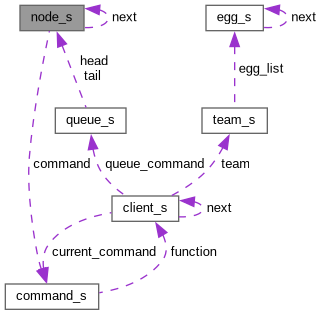 node_s
next
egg_s
next
head
tail
egg_list
queue_s
team_s
command
queue_command
team
client_s
next
current_command
function
command_s